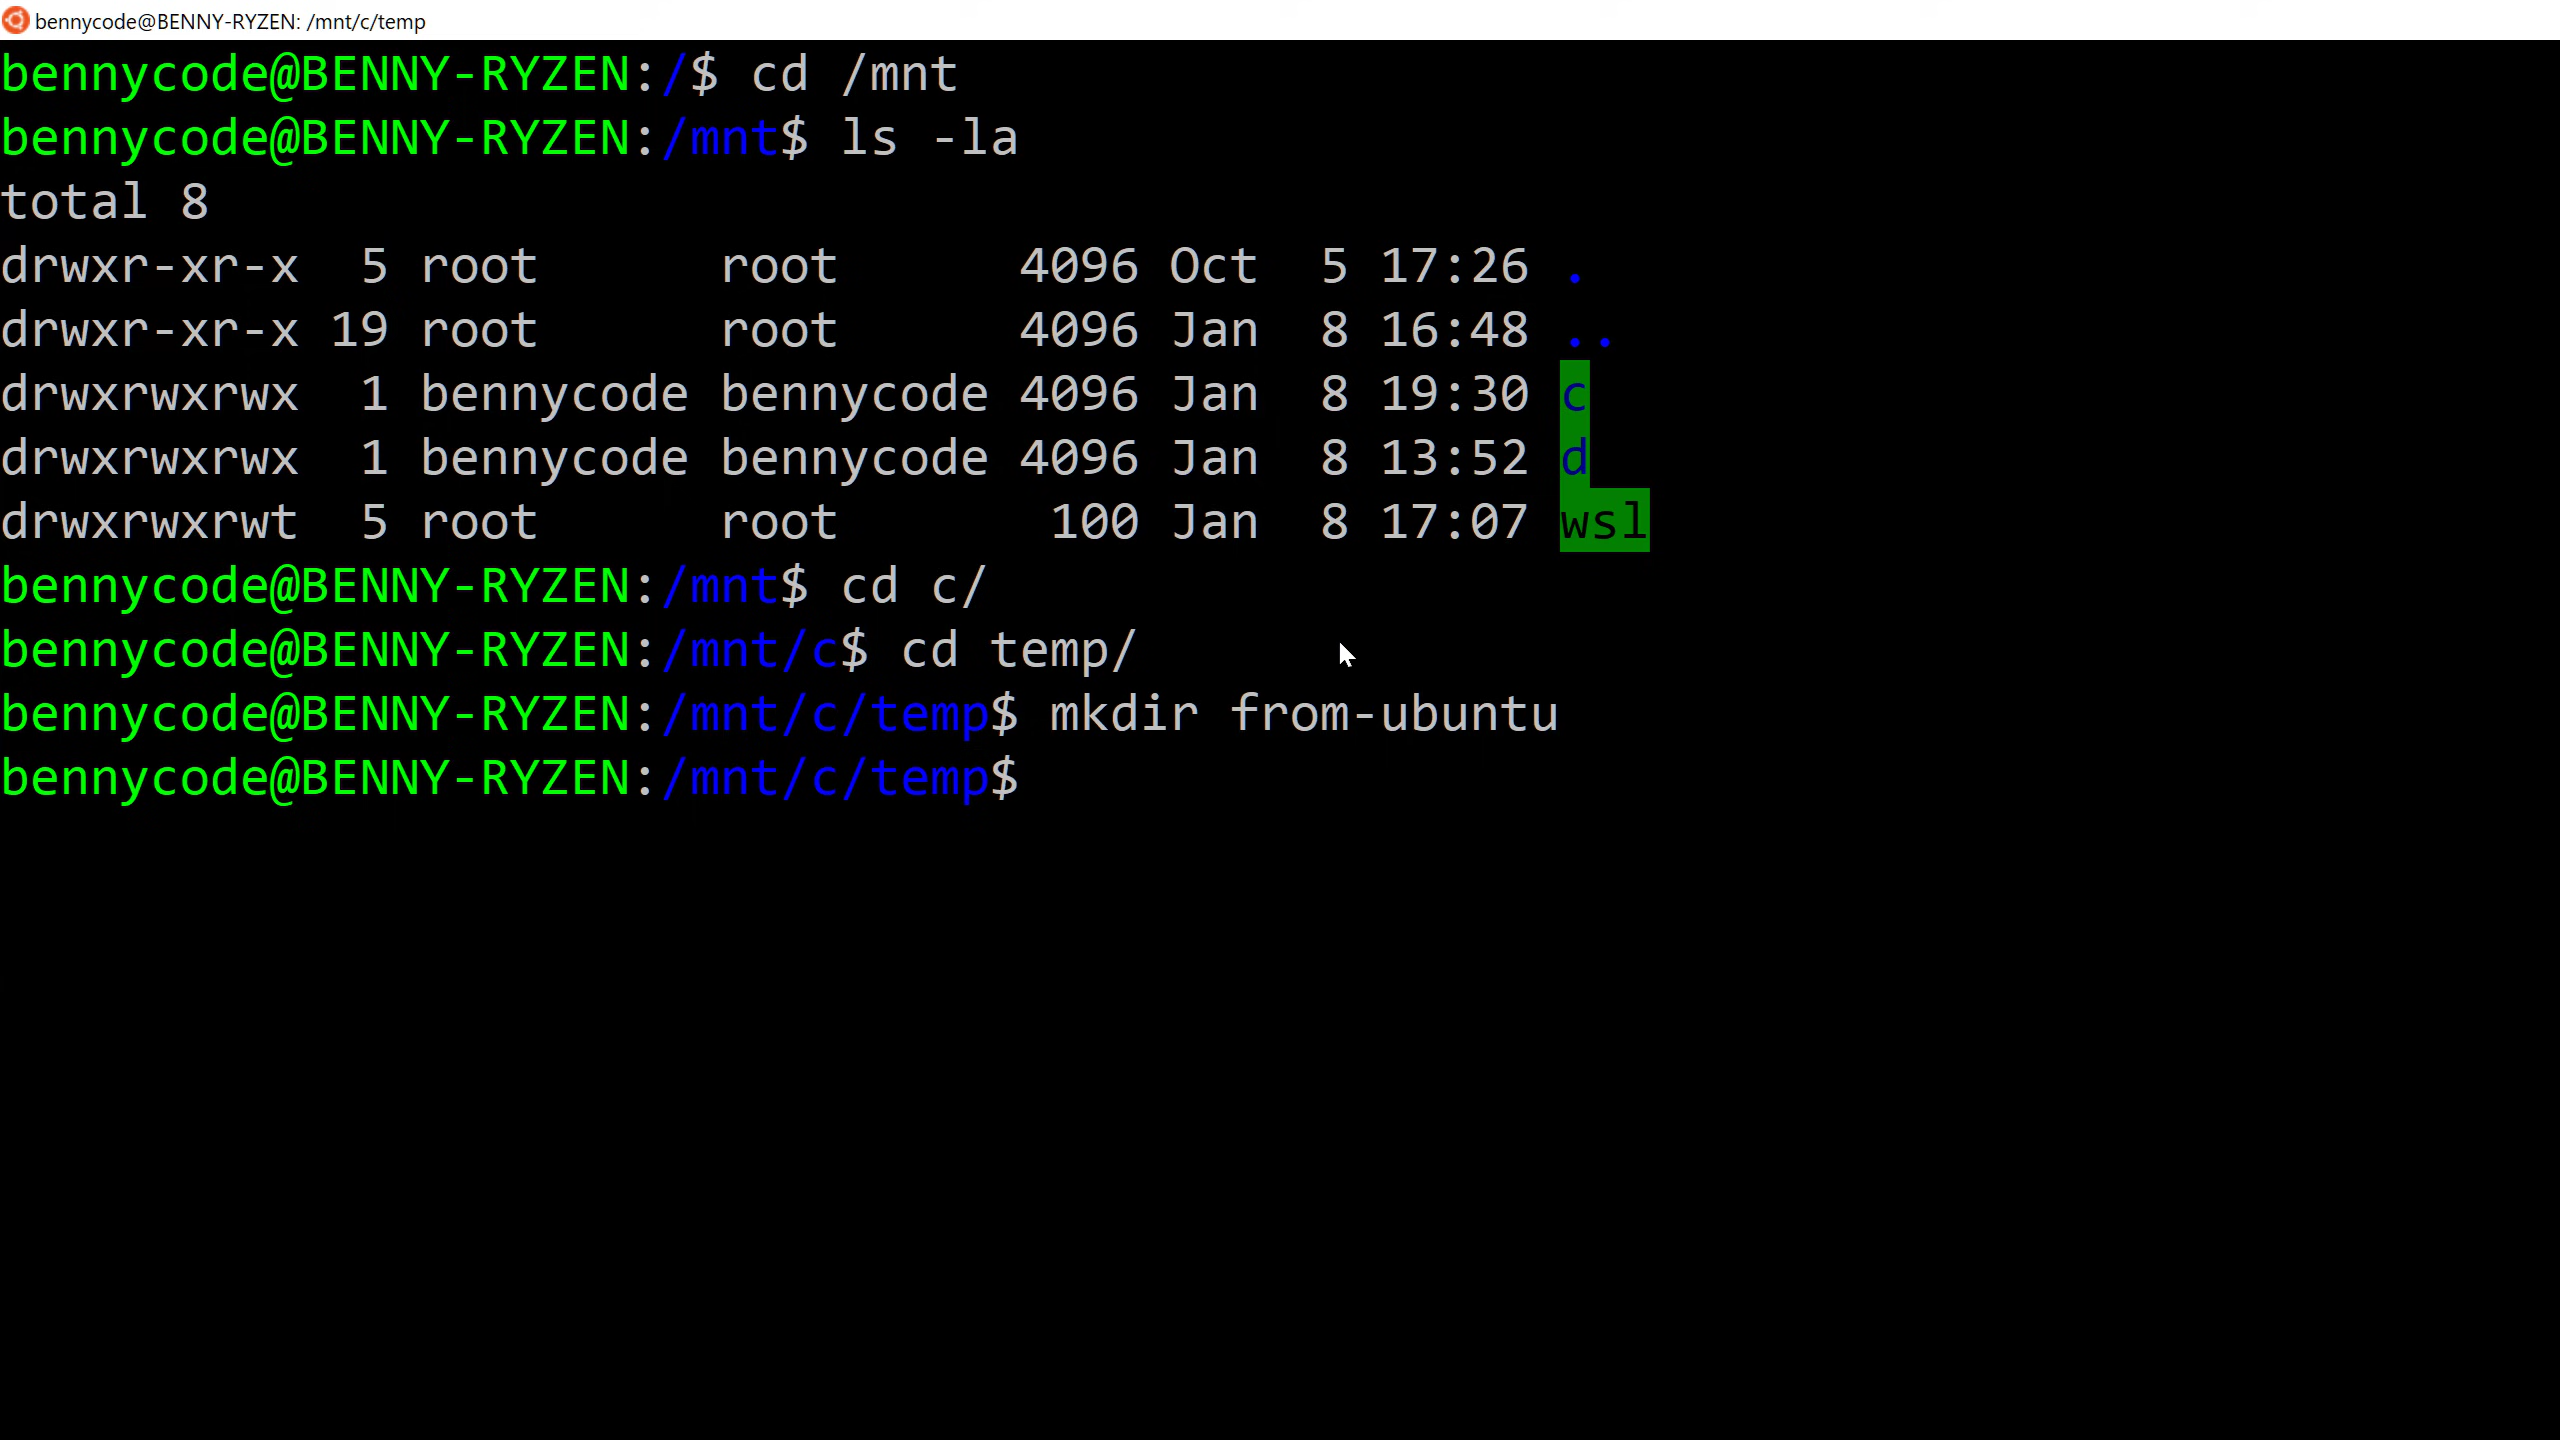 bennycode@BENNY-RYZEN: /mnt/c/temp
bennycode@BENNY-RYZEN:/$ cd /mnt
bennycode@BENNY-RYZEN:/mnt$ ls -la
total 8
drwxr-xr-x  5 root      root      4096 Oct  5 17:26 .
drwxr-xr-x 19 root      root      4096 Jan  8 16:48 ..
drwxrwxrwx  1 bennycode bennycode 4096 Jan  8 19:30 c
drwxrwxrwx  1 bennycode bennycode 4096 Jan  8 13:52 d
drwxrwxrwt  5 root      root       100 Jan  8 17:07 wsl
bennycode@BENNY-RYZEN:/mnt$ cd c/
bennycode@BENNY-RYZEN:/mnt/c$ cd temp/
bennycode@BENNY-RYZEN:/mnt/c/temp$ mkdir from-ubuntu
bennycode@BENNY-RYZEN:/mnt/c/temp$